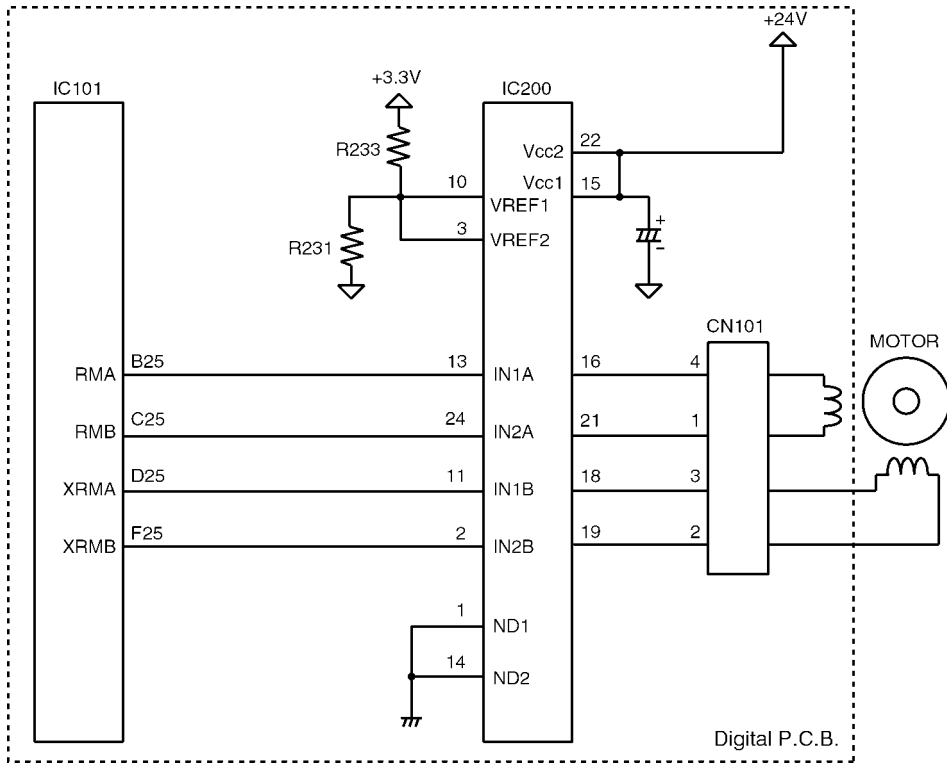 +24V
IC101
+3.3V
IC200
R233
Vcc2 22
Vcc1 15
10 VREF1
3 VREF2
R231
+
-
CN101
MOTOR
RMA B25 13 IN1A 16 4
RMB C25 24 IN2A 21 1
XRMA D25 11 IN1B 18 3
XRMB F25 2 IN2B 19 2
1 ND1
14 ND2
Digital P.C.B.